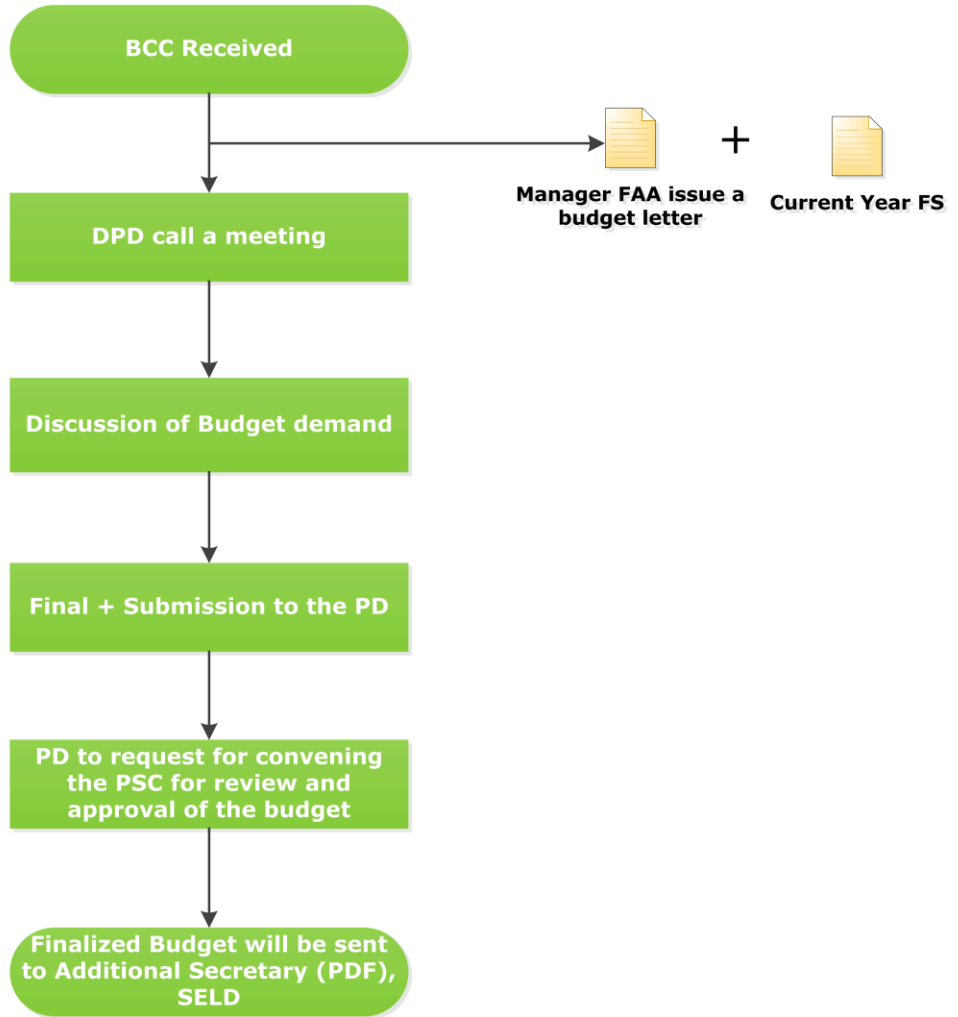 BCC Received
+
Manager FAA issue a
budget letter
Current Year FS
DPD call a meeting
Discussion of Budget demand
Final + Submission to the PD
PD to request for convening
the PSC for review and
approval of the budget
Finalized Budget will be sent
to Additional Secretary (PDF),
SELD